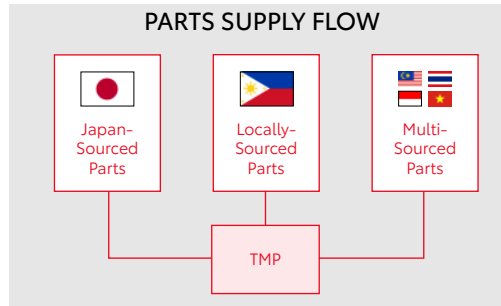 PARTS SUPPLY FLOW
Japan-
Sourced
Parts
Locally-
Sourced
Parts
Multi-
Sourced
Parts
TMP